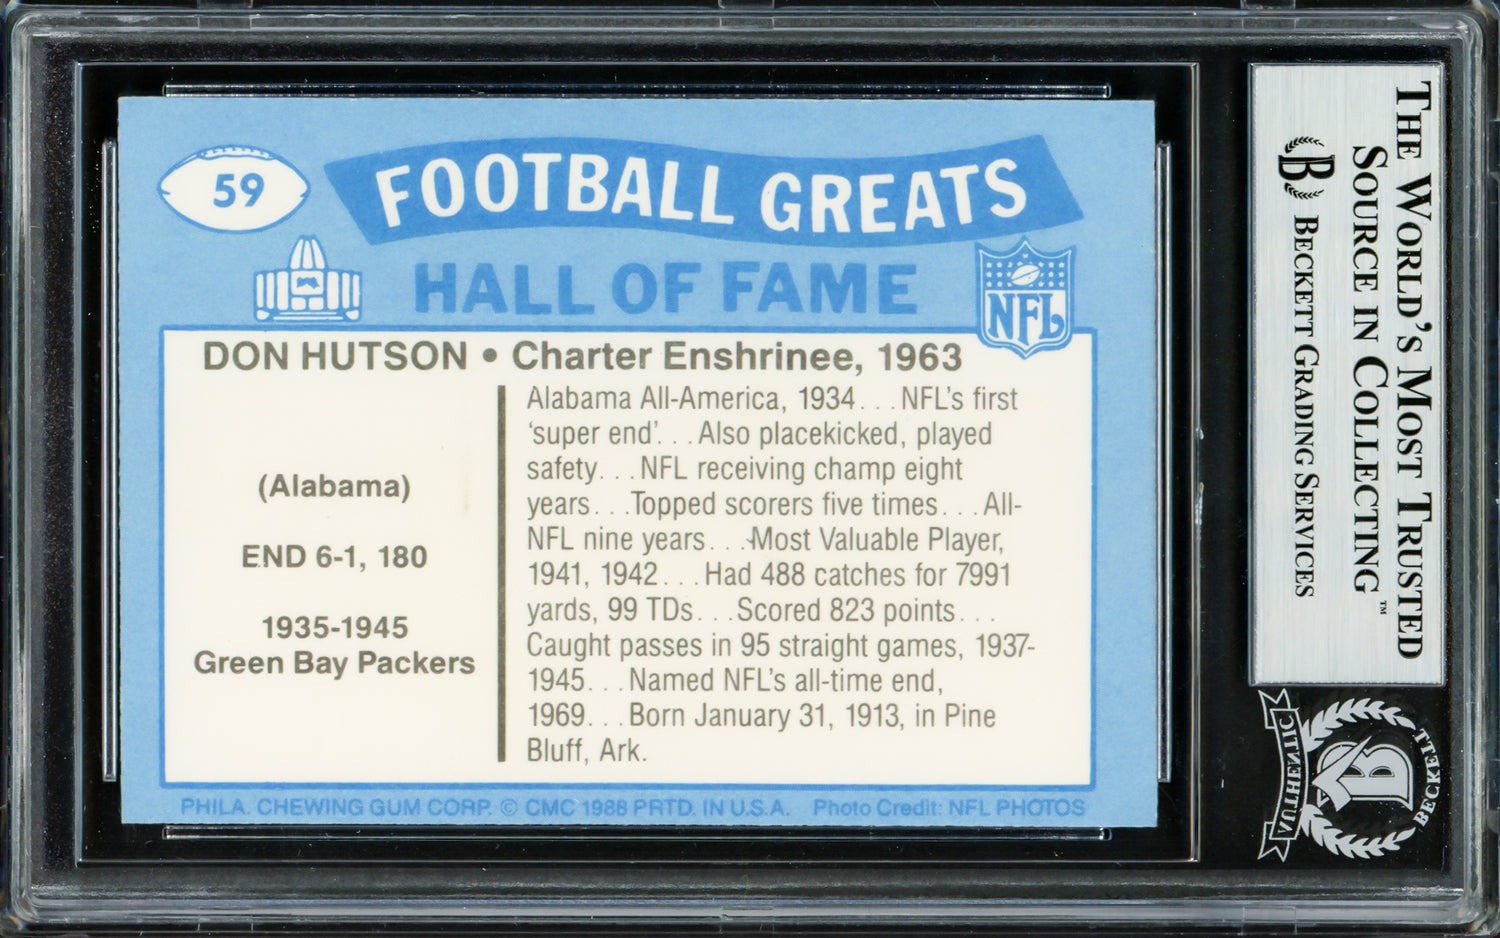 59
FOOTBALL GREATS
HALL OF FAME
NFL
DON HUTSON • Charter Enshrinee, 1963
(Alabama)
END 6-1, 180
1935-1945
Green Bay Packers
Alabama All-America, 1934. . .NFL's first
‘super end’. . .Also placekicked, played
safety. . .NFL receiving champ eight
years. . .Topped scorers five times. . .All-
NFL nine years. . .Most Valuable Player,
1941, 1942. . .Had 488 catches for 7991
yards, 99 TDs. . .Scored 823 points. . .
Caught passes in 95 straight games, 1937-
1945. . .Named NFL's all-time end,
1969. . .Born January 31, 1913, in Pine
Bluff, Ark.
PHILA. CHEWING GUM CORP. © CMC 1988 PRTD. IN U.S.A. Photo Credit: NFL PHOTOS
THE WORLD'S MOST TRUSTED
SOURCE IN COLLECTING™
B BECKETT GRADING SERVICES
AUTHENTIC
B
BECKETT